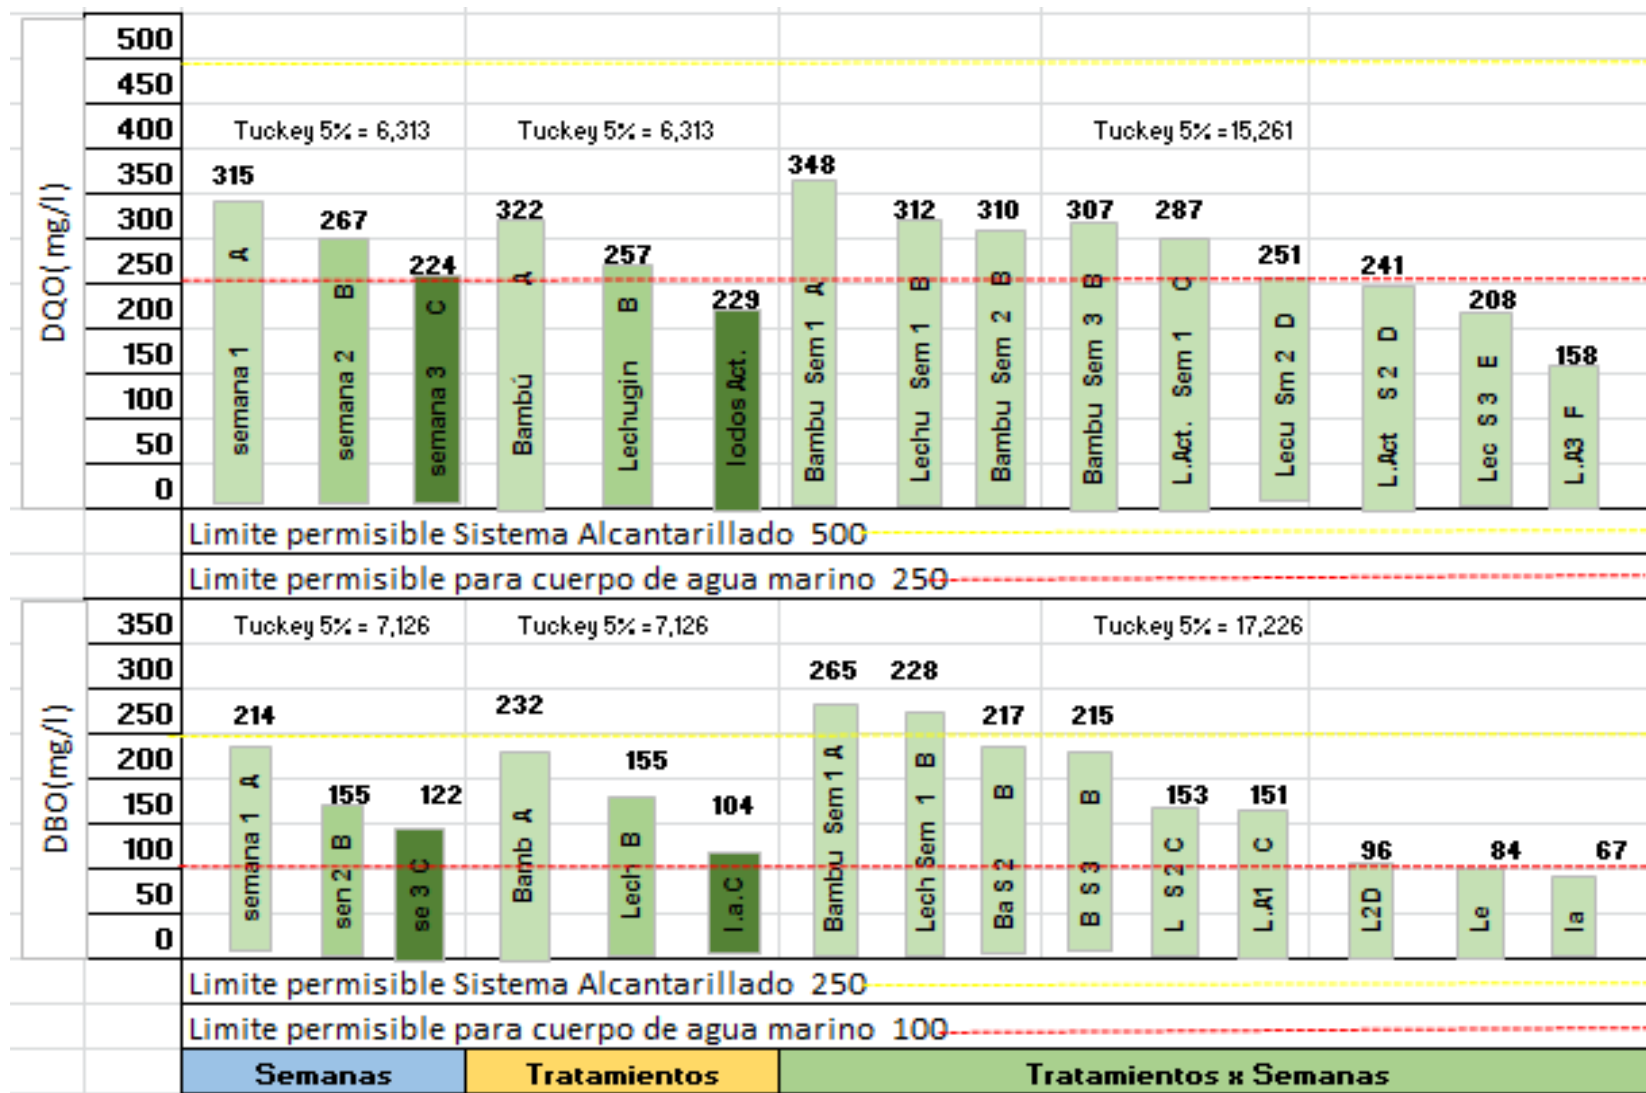 DQO( mg/l)
500
450
400
350
300
250
200
150
100
50
0
Tuckey 5% = 6,313
Tuckey 5% = 6,313
Tuckey 5% =15,261
315
267
224
322
257
229
348
312
310
307
287
251
241
208
158
semana 1 A
semana 2 B
semana 3 C
Bambú A
Lechugin B
lodos Act.
Bambu Sem 1 A
Lechu Sem 1 B
Bambu Sem 2 B
Bambu Sem 3 B
L.Act. Sem 1 C
Lecu Sm 2 D
L.Act S 2 D
Lec S 3 E
L.A3 F
Limite permisible Sistema Alcantarillado 500
Limite permisible para cuerpo de agua marino 250
DBO(mg/l)
350
300
250
200
150
100
50
0
Tuckey 5% = 7,126
Tuckey 5% =7,126
Tuckey 5% = 17,226
214
155
122
232
155
104
265
228
217
215
153
151
96
84
67
semana 1 A
sen 2 B
se 3 C
Bamb A
Lech B
l.a.C
Bambu Sem 1 A
Lech Sem 1 B
Ba S 2 B
B S 3 B
L S 2 C
L.A1 C
L2D
Le
la
Limite permisible Sistema Alcantarillado 250
Limite permisible para cuerpo de agua marino 100
Semanas
Tratamientos
Tratamientos x Semanas